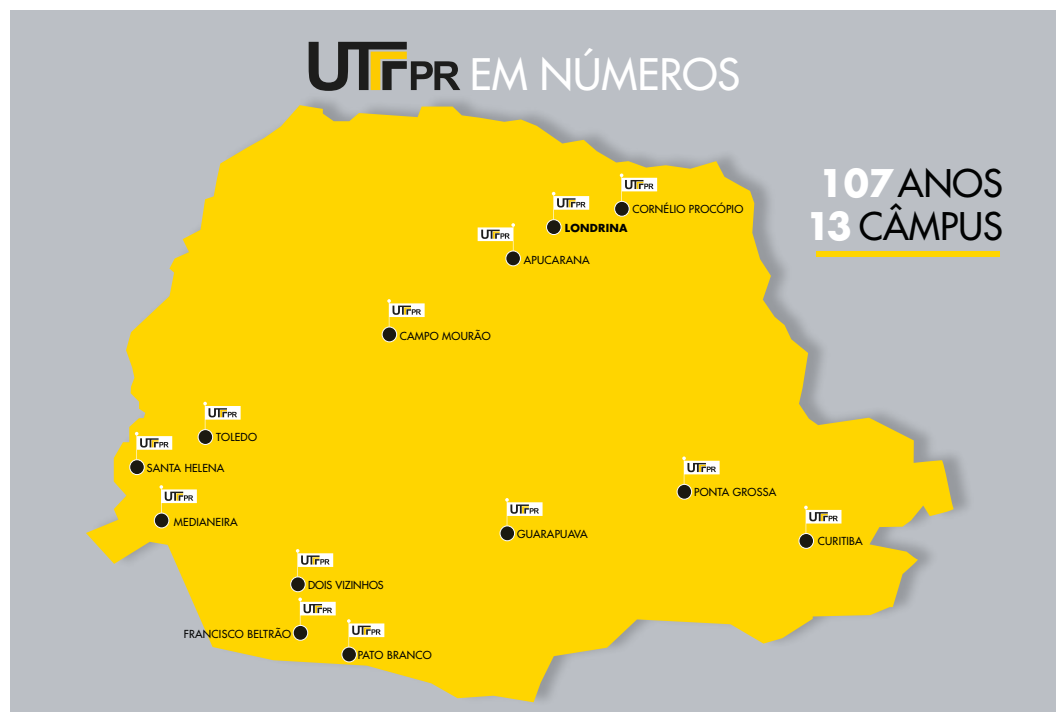 UTFPR EM NÚMEROS
107 ANOS
13 CÂMPUS
UTFPR
CORNÉLIO PROCÓPIO
UTFPR
LONDRINA
UTFPR
APUCARANA
UTFPR
CAMPO MOURÃO
UTFPR
TOLEDO
UTFPR
SANTA HELENA
UTFPR
PONTA GROSSA
UTFPR
MEDIANEIRA
UTFPR
GUARAPUAVA
UTFPR
CURITIBA
UTFPR
DOIS VIZINHOS
UTFPR
FRANCISCO BELTRÃO
UTFPR
PATO BRANCO